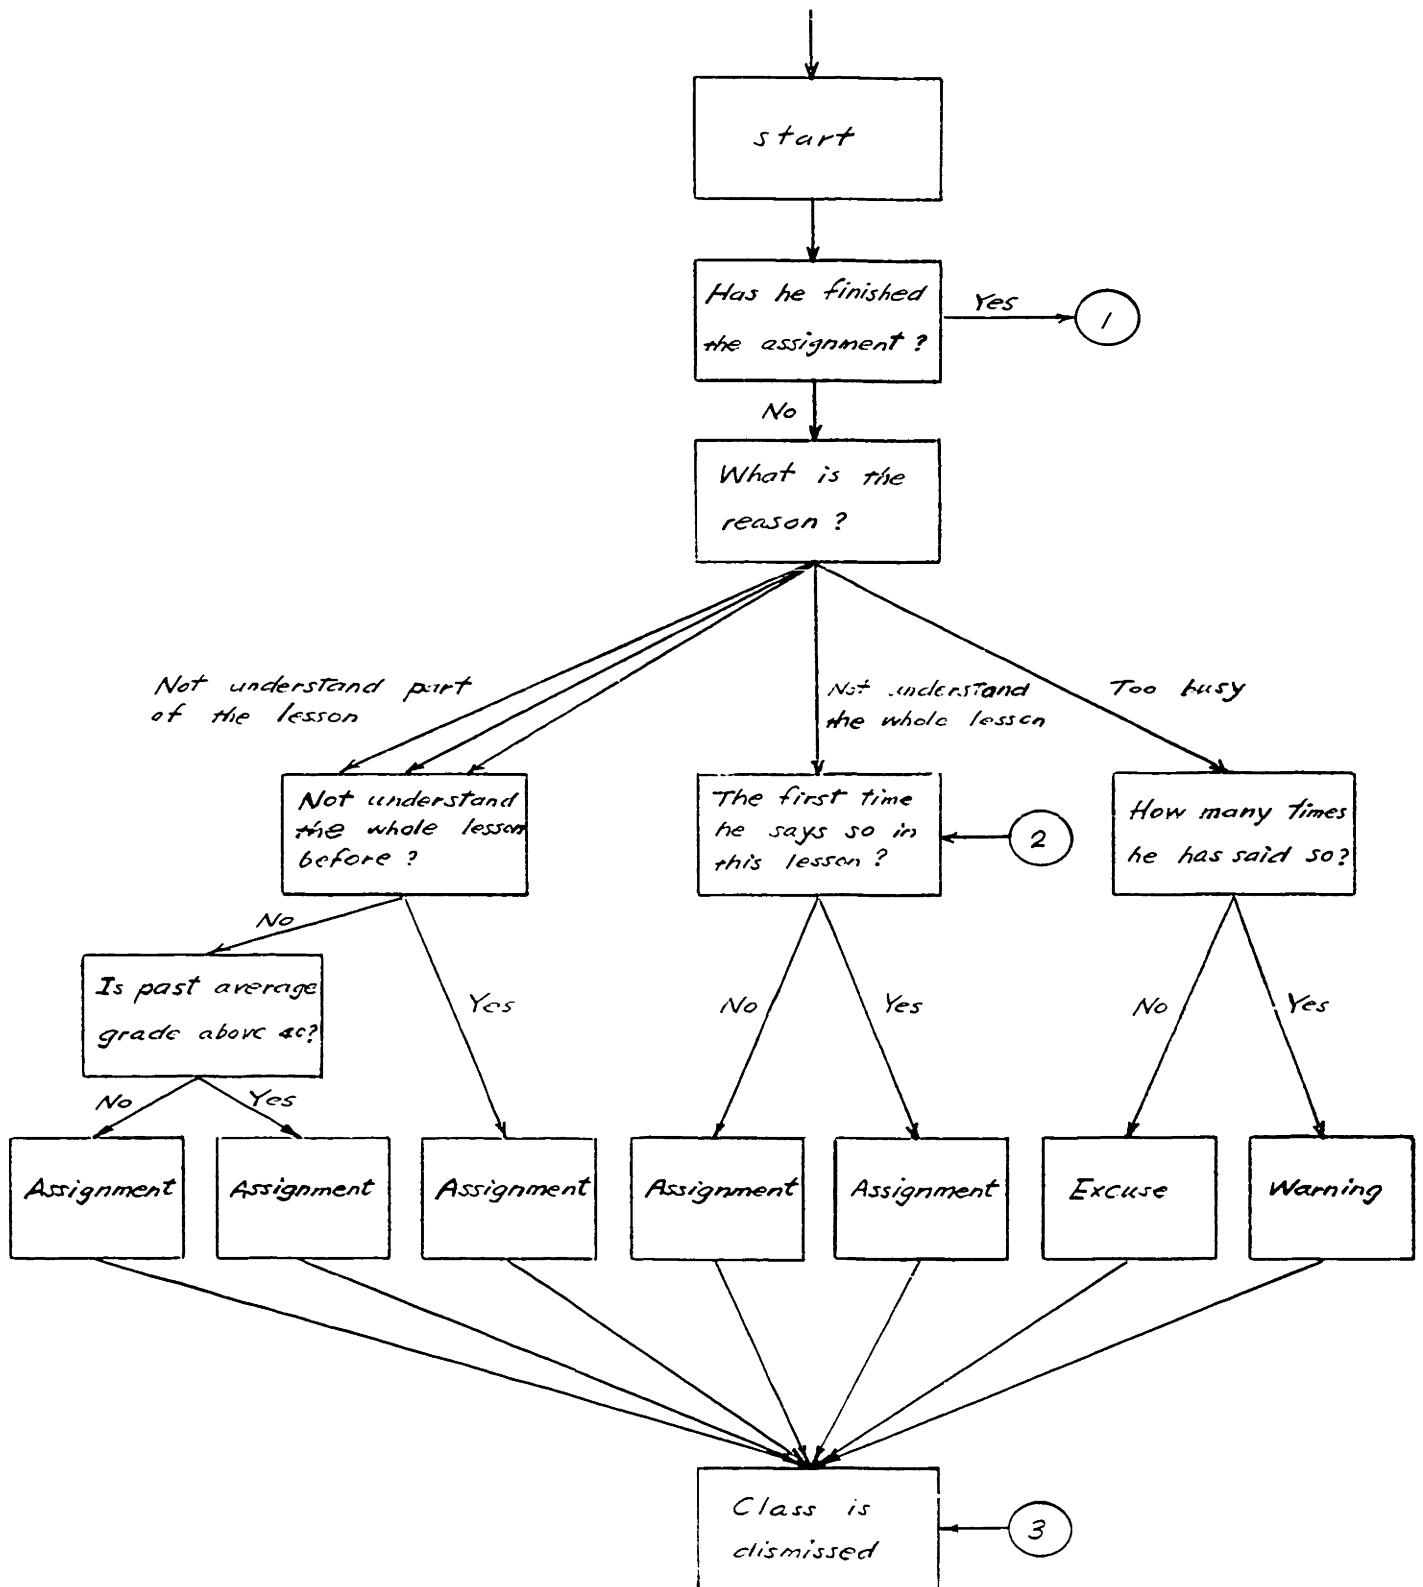 start
Has he finished
the assignment?
Yes
1
No
What is the
reason?
Not understand part
of the lesson
Not understand
the whole lesson
Too busy
Not understand
the whole lesson
before?
The first time
he says so in
this lesson?
2
How many times
he has said so?
No
Is past average
grade above 40?
Yes
No
Yes
No
Yes
No
Yes
Assignment
Assignment
Assignment
Assignment
Assignment
Excuse
Warning
Class is
dismissed
3